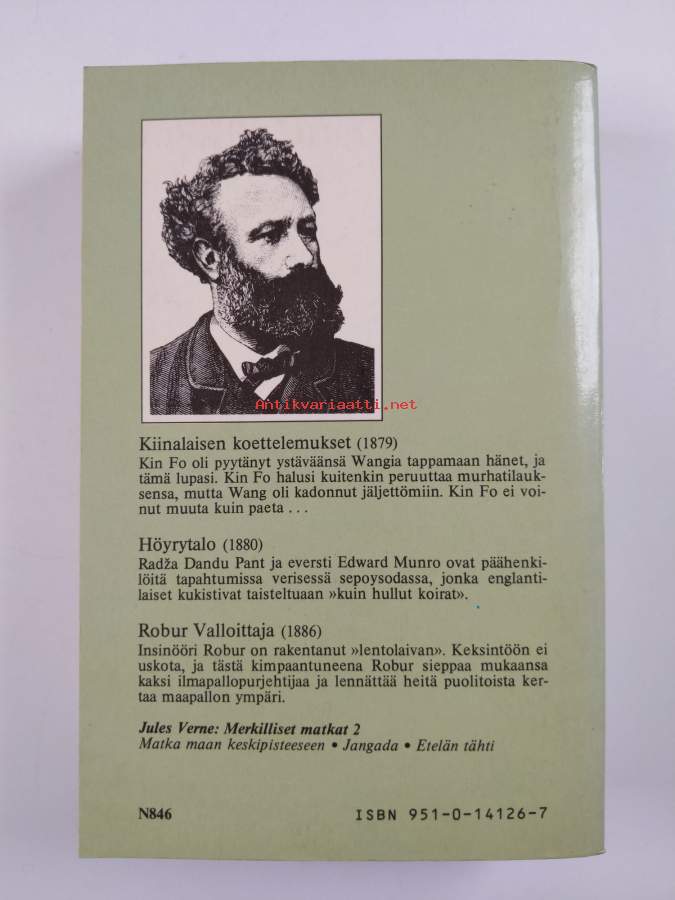 Antikvariaatti.net
Kiinalaisen koettelemukset (1879)
Kin Fo oli pyytänyt ystäväänsä Wangia tappamaan hänet, ja
tämä lupasi. Kin Fo halusi kuitenkin peruuttaa murhatilauk-
sensa, mutta Wang oli kadonnut jäljettömiin. Kin Fo ei voi-
nut muuta kuin paeta ...
Höyrytalo (1880)
Radža Dandu Pant ja eversti Edward Munro ovat päähenki-
löitä tapahtumissa verisessä sepoysodassa, jonka englanti-
laiset kukistivat taisteltuaan »kuin hullut koirat».
Robur Valloittaja (1886)
Insinööri Robur on rakentanut »lentolaivan». Keksintöön ei
uskota, ja tästä kimpaantuneena Robur sieppaa mukaansa
kaksi ilmapallopurjehtijaa ja lennättää heitä puolitoista ker-
taa maapallon ympäri.
Jules Verne: Merkilliset matkat 2
Matka maan keskipisteeseen • Jangada • Etelän tähti
N846
ISBN 951-0-14126-7